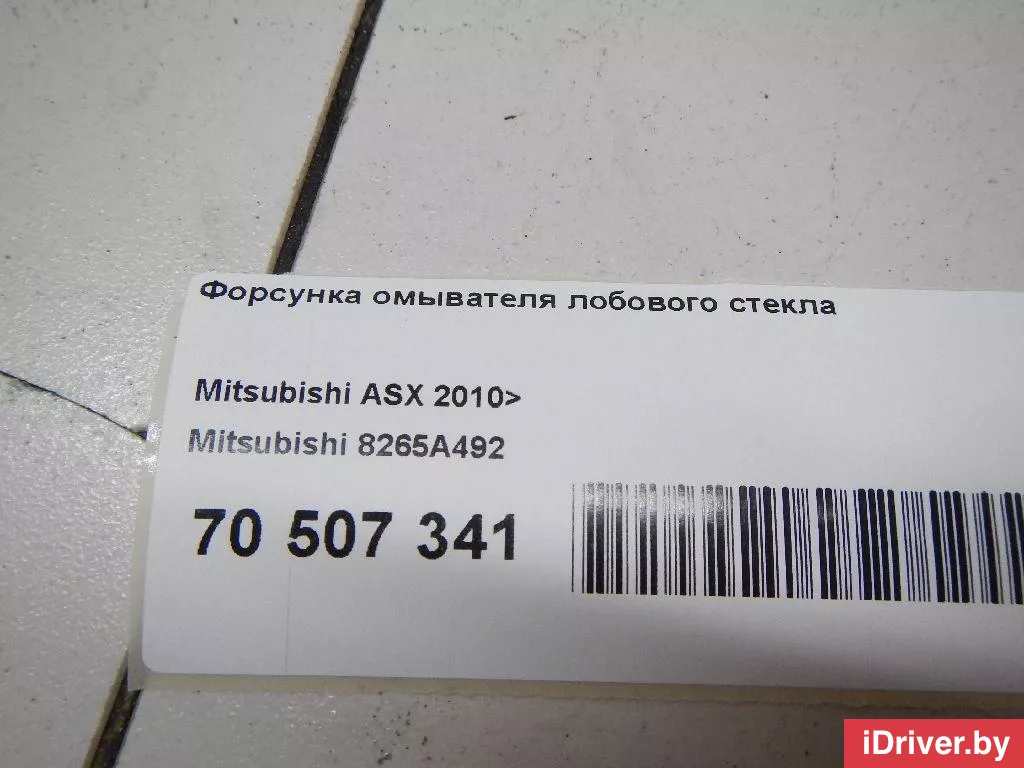 Форсунка омывателя лобового стекла
Mitsubishi ASX 2010>
Mitsubishi 8265A492
70 507 341
iDriver.by